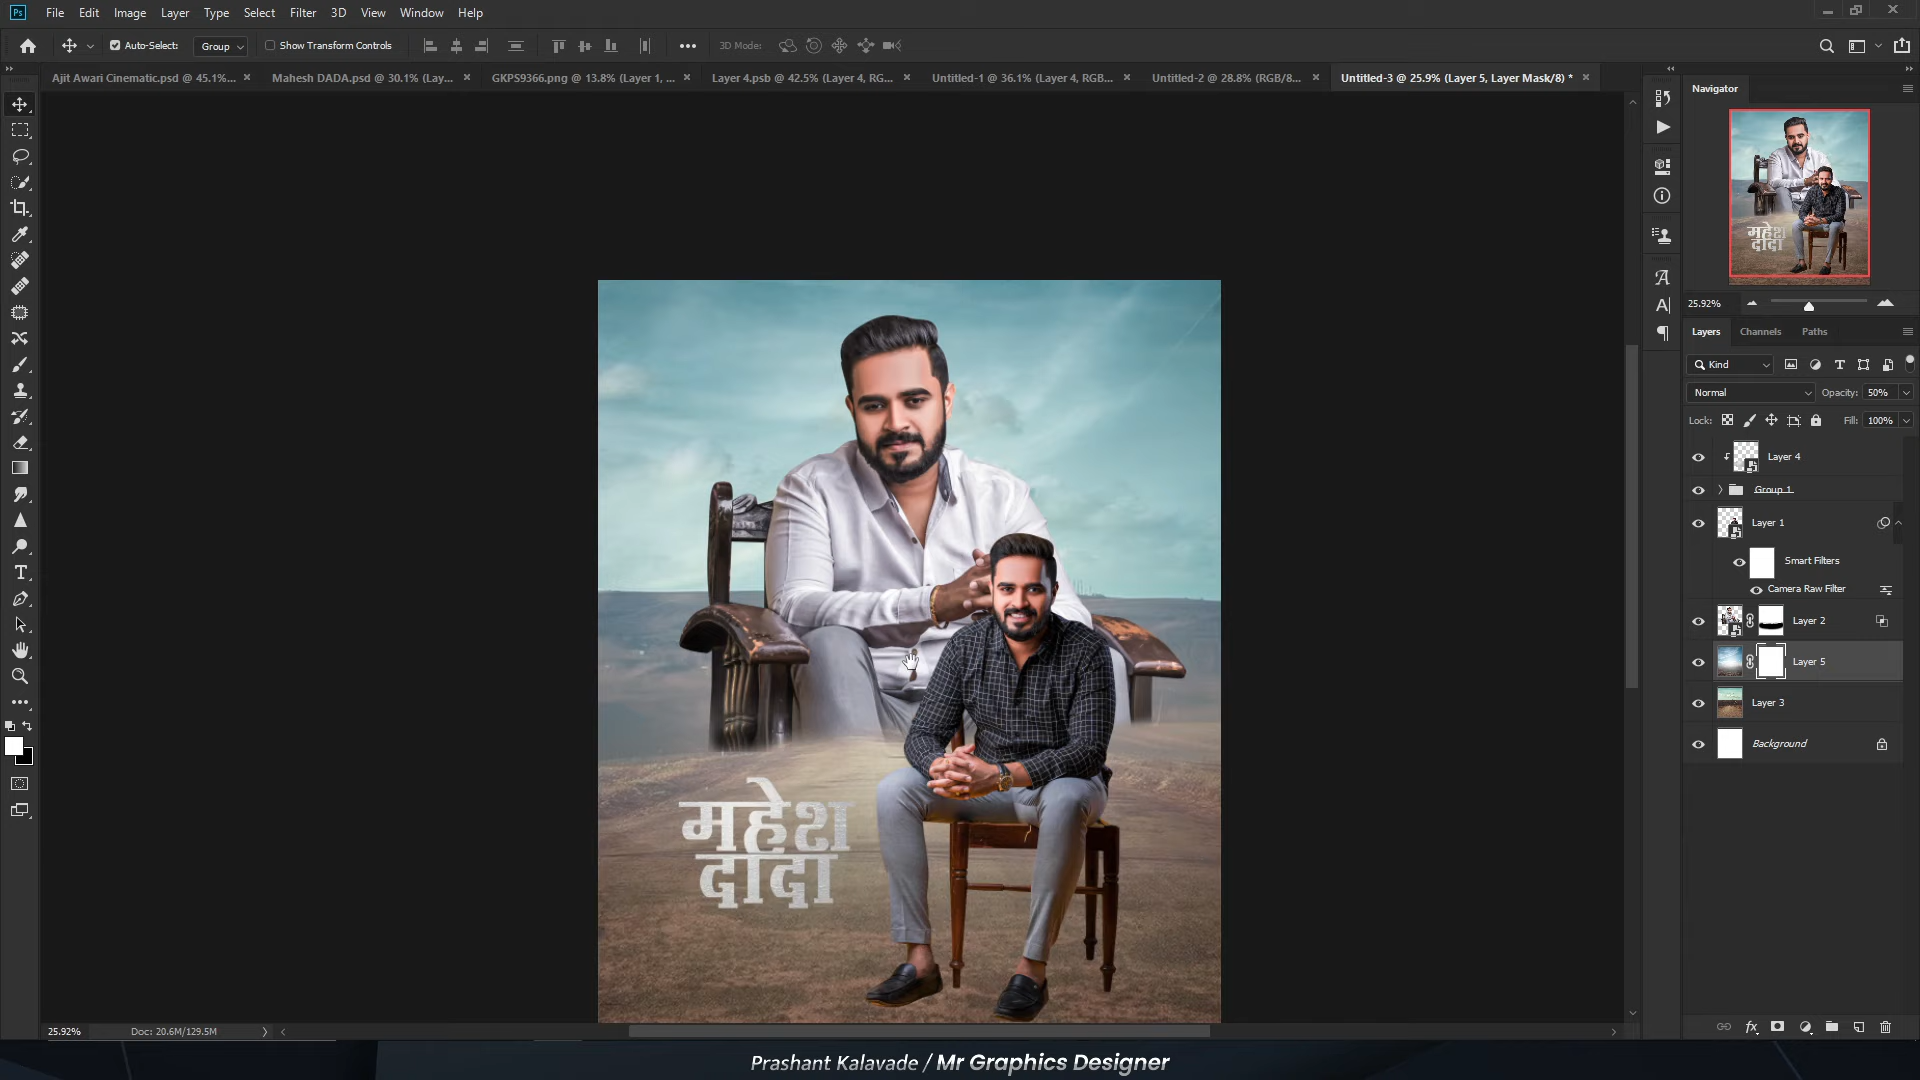 Ps File Edit Image Layer Type Select Filter 3D View Window Help
Auto-Select: Group Show Transform Controls 3D Mode:
Ajit Awari Cinematic.psd @ 45.1%... Mahesh DADA.psd @ 30.1% (Lay... GKPS9366.png @ 13.8% (Layer 1, ... Layer 4.psb @ 42.5% (Layer 4, RG... Untitled-1 @ 36.1% (Layer 4, RGB... Untitled-2 @ 28.8% (RGB/8... Untitled-3 @ 25.9% (Layer 5, Layer Mask/8) *
Navigator
महेश
दादा
25.92%
Layers Channels Paths
Kind
Normal Opacity: 50%
Lock: Fill: 100%
Layer 4
Group 1
Layer 1
Smart Filters
Camera Raw Filter
Layer 2
Layer 5
Layer 3
Background
महेश
दादा
25.92% Doc: 20.6M/129.5M
Prashant Kalavade / Mr Graphics Designer